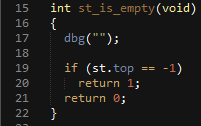 15 int st_is_empty(void)
16 {
17   dbg("");
18
19   if (st.top == -1)
20     return 1;
21   return 0;
22 }